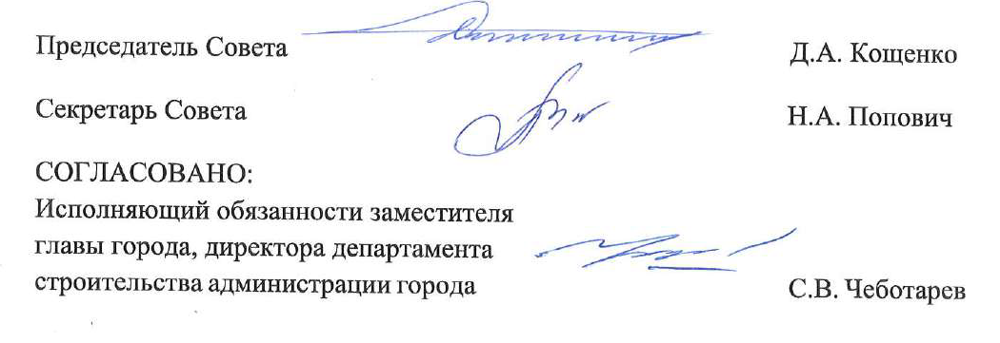 Председатель Совета Д.А. Кощенко
Секретарь Совета Н.А. Попович
СОГЛАСОВАНО:
Исполняющий обязанности заместителя
главы города, директора департамента
строительства администрации города С.В. Чеботарев